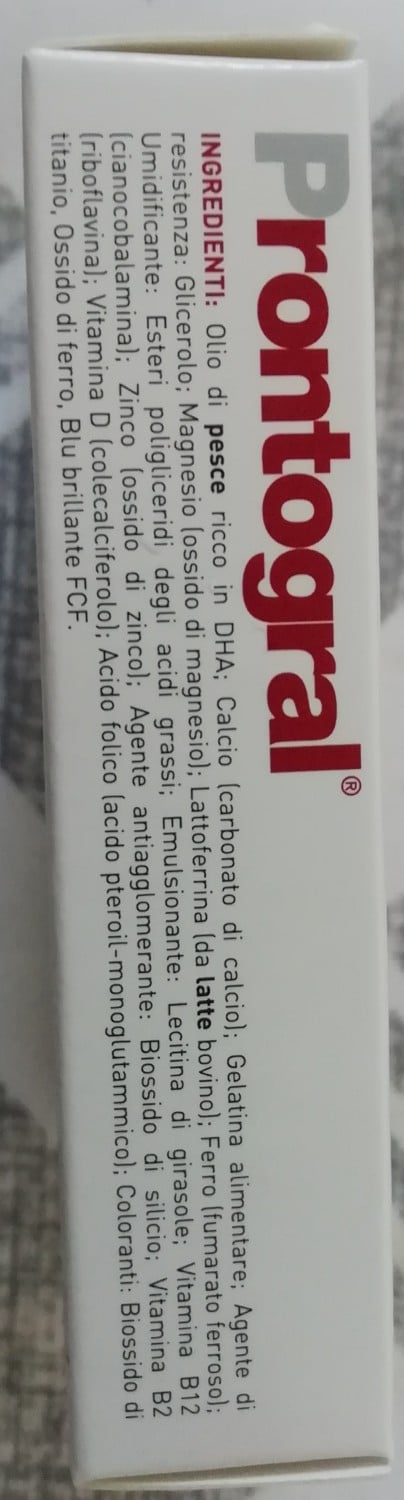 Prontogral®
INGREDIENTI: Olio di pesce ricco in DHA; Calcio (carbonato di calcio); Gelatina alimentare; Agente di
resistenza: Glicerolo; Magnesio (ossido di magnesio); Lattoferrina (da latte bovino); Ferro (fumarato ferroso);
Umidificante: Esteri poligliceridi degli acidi grassi; Emulsionante: Lecitina di girasole; Vitamina B12
(cianocobalamina); Zinco (ossido di zinco); Agente antiagglomerante: Biossido di silicio; Vitamina B2
(riboflavina); Vitamina D (colecalciferolo); Acido folico (acido pteroil-monoglutammico); Coloranti: Biossido di
titanio, Ossido di ferro, Blu brillante FCF.